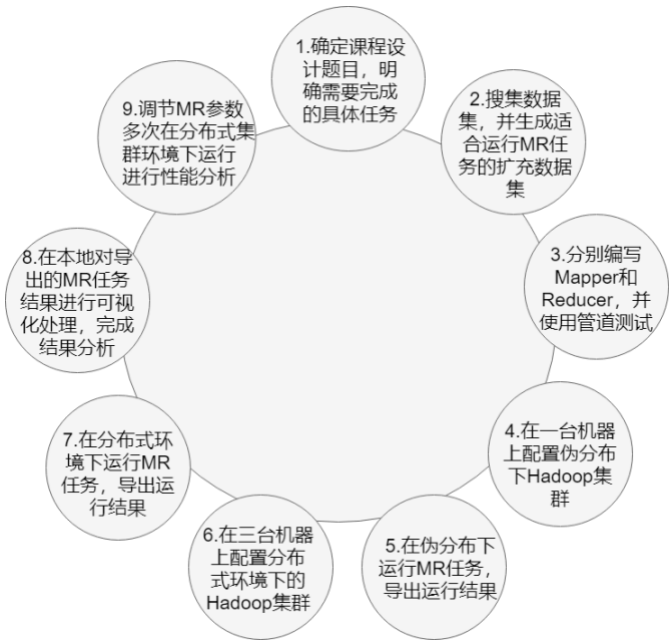 1.确定课程设
计题目，明
确需要完成
的具体任务
2.搜集数据
集，并生成适
合运行MR任
务的扩充数据
集
3.分别编写
Mapper和
Reducer，并
使用管道测试
4.在一台机器
上配置伪分布
下Hadoop集
群
5.在伪分布下
运行MR任务，
导出运行结果
6.在三台机器
上配置分布
式环境下的
Hadoop集群
7.在分布式环
境下运行MR
任务，导出运
行结果
8.在本地对导
出的MR任务
结果进行可视
化处理，完成
结果分析
9.调节MR参数
多次在分布式集
群环境下运行
进行性能分析